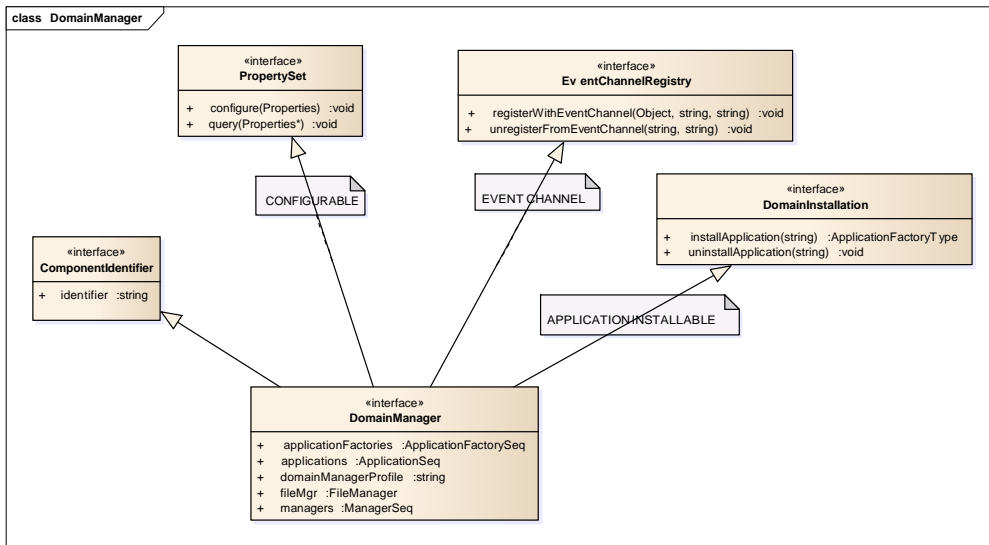 class DomainManager
«interface»
PropertySet
+ configure(Properties) :void
+ query(Properties*) :void
«interface»
Ev entChannelRegistry
+ registerWithEventChannel(Object, string, string) :void
+ unregisterFromEventChannel(string, string) :void
CONFIGURABLE
EVENT CHANNEL
«interface»
DomainInstallation
+ installApplication(string) :ApplicationFactoryType
+ uninstallApplication(string) :void
«interface»
ComponentIdentifier
+ identifier :string
APPLICATION INSTALLABLE
«interface»
DomainManager
+ applicationFactories :ApplicationFactorySeq
+ applications :ApplicationSeq
+ domainManagerProfile :string
+ fileMgr :FileManager
+ managers :ManagerSeq